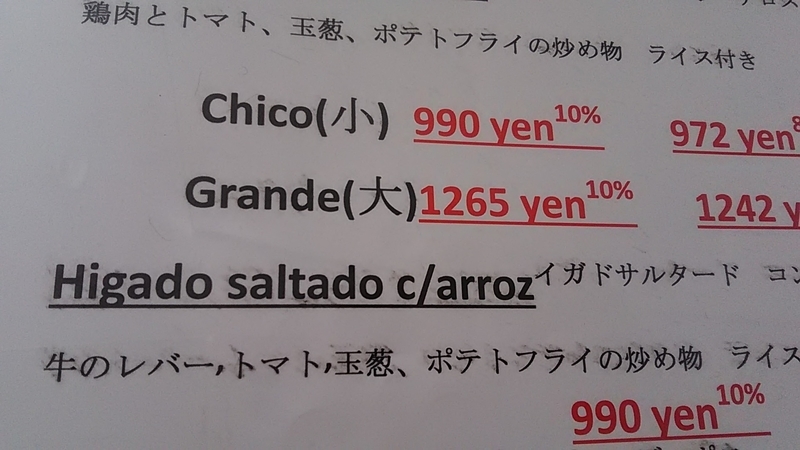 鶏肉とトマト、玉葱、ポテトフライの炒め物　ライス付き
Chico(小) 990 yen10% 972 yen
Grande(大)1265 yen10% 1242
Higado saltado c/arroz イガドサルタード
牛のレバー,トマト,玉葱、ポテトフライの炒め物　ライス
990 yen10%